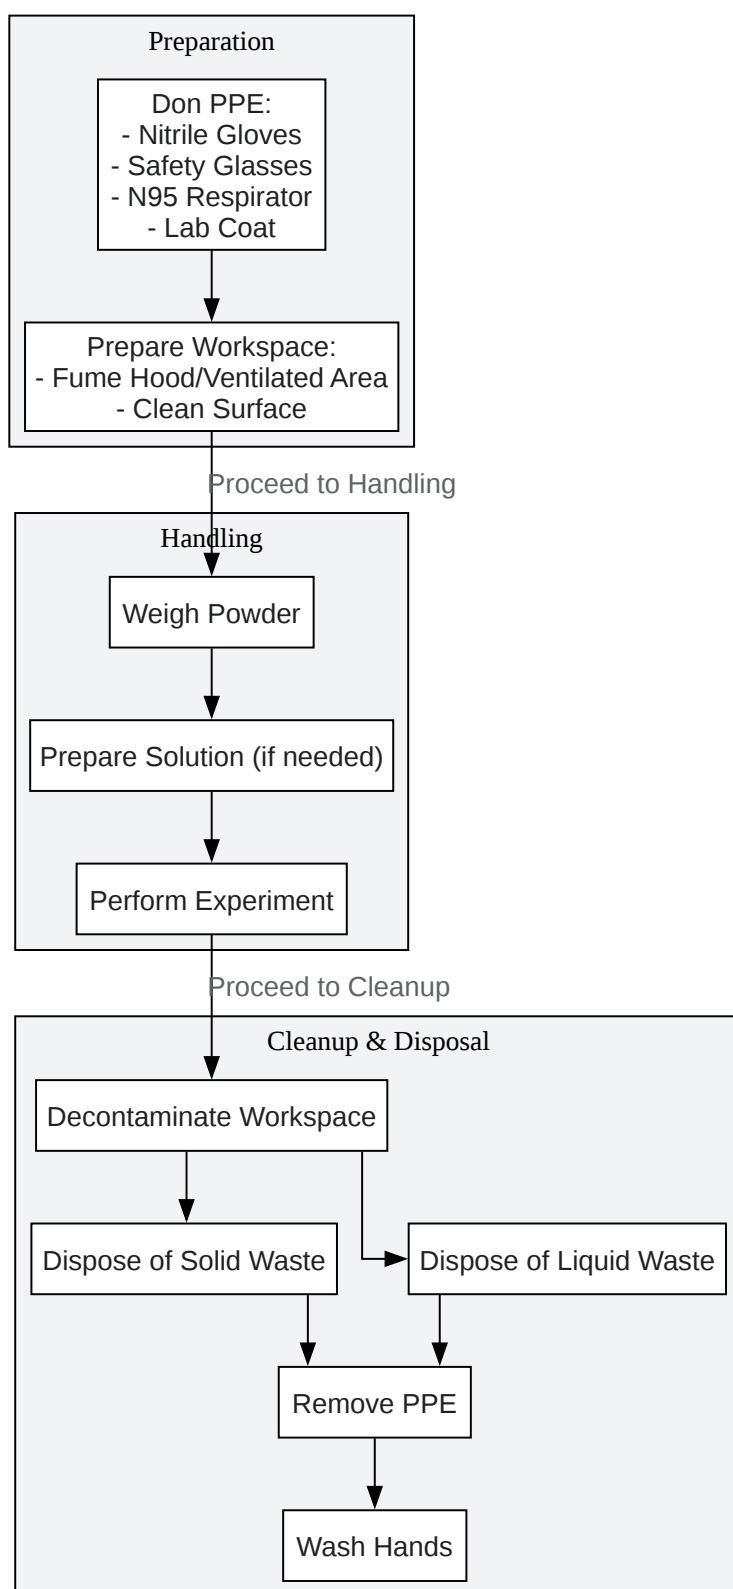 Preparation
Don PPE:
- Nitrile Gloves
- Safety Glasses
- N95 Respirator
- Lab Coat
Prepare Workspace:
- Fume Hood/Ventilated Area
- Clean Surface
Proceed to Handling
Handling
Weigh Powder
Prepare Solution (if needed)
Perform Experiment
Proceed to Cleanup
Cleanup & Disposal
Decontaminate Workspace
Dispose of Solid Waste
Dispose of Liquid Waste
Remove PPE
Wash Hands